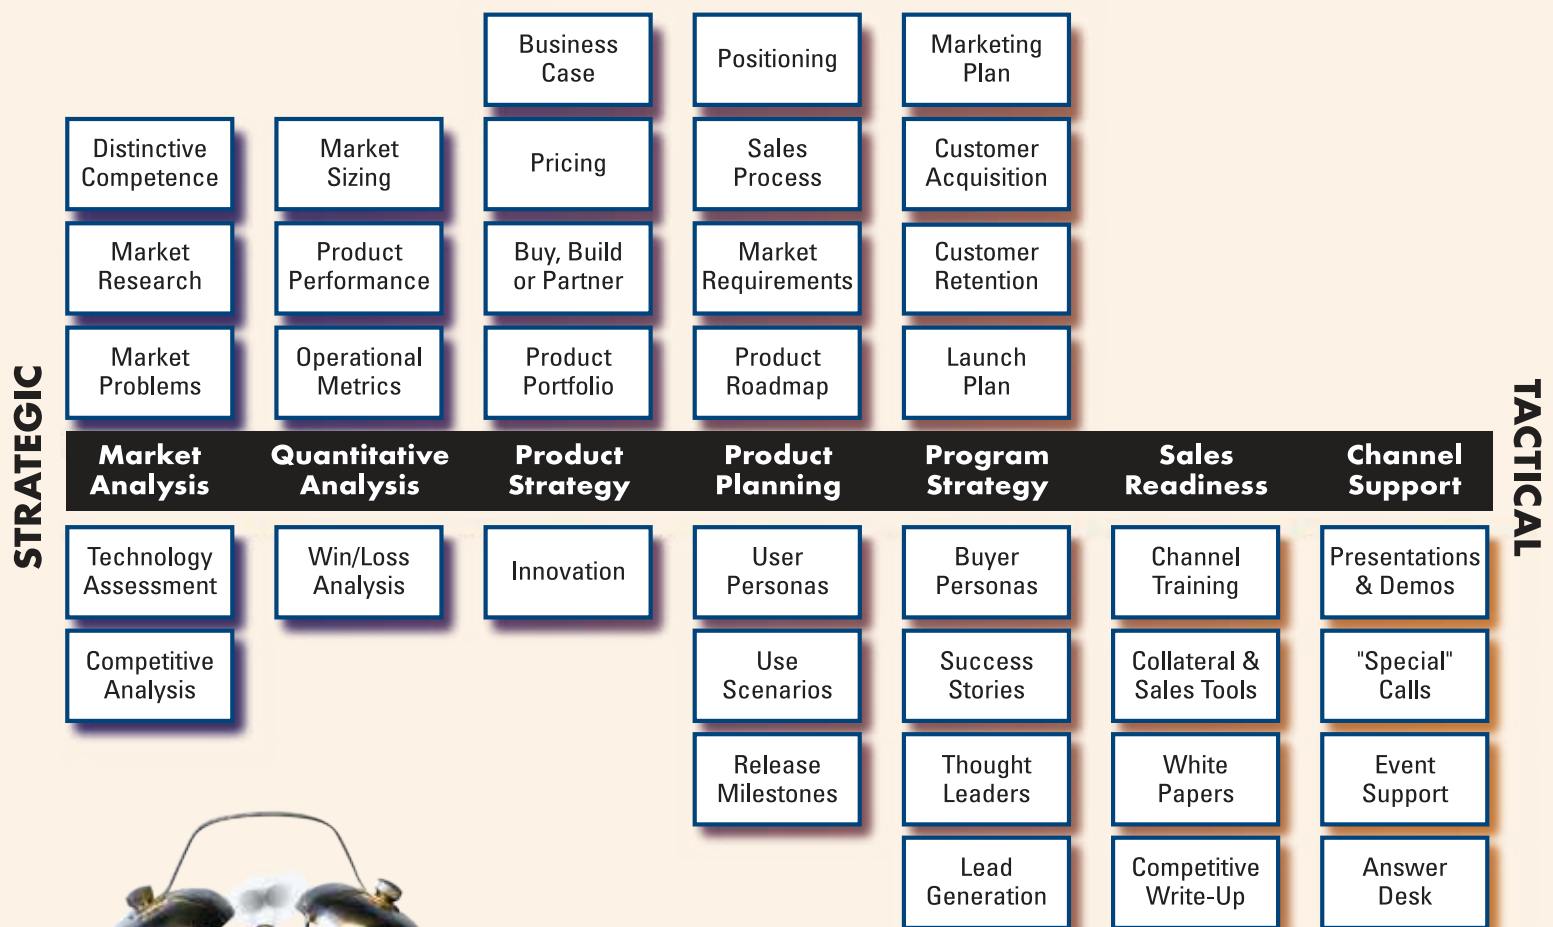 Business
Case
Positioning
Marketing
Plan
Distinctive
Competence
Market
Sizing
Pricing
Sales
Process
Customer
Acquisition
Market
Research
Product
Performance
Buy, Build
or Partner
Market
Requirements
Customer
Retention
Market
Problems
Operational
Metrics
Product
Portfolio
Product
Roadmap
Launch
Plan
STRATEGIC
Market
Analysis
Quantitative
Analysis
Product
Strategy
Product
Planning
Program
Strategy
Sales
Readiness
Channel
Support
TACTICAL
Technology
Assessment
Win/Loss
Analysis
Innovation
User
Personas
Buyer
Personas
Channel
Training
Presentations
& Demos
Competitive
Analysis
Use
Scenarios
Success
Stories
Collateral &
Sales Tools
"Special"
Calls
Release
Milestones
Thought
Leaders
White
Papers
Event
Support
Lead
Generation
Competitive
Write-Up
Answer
Desk